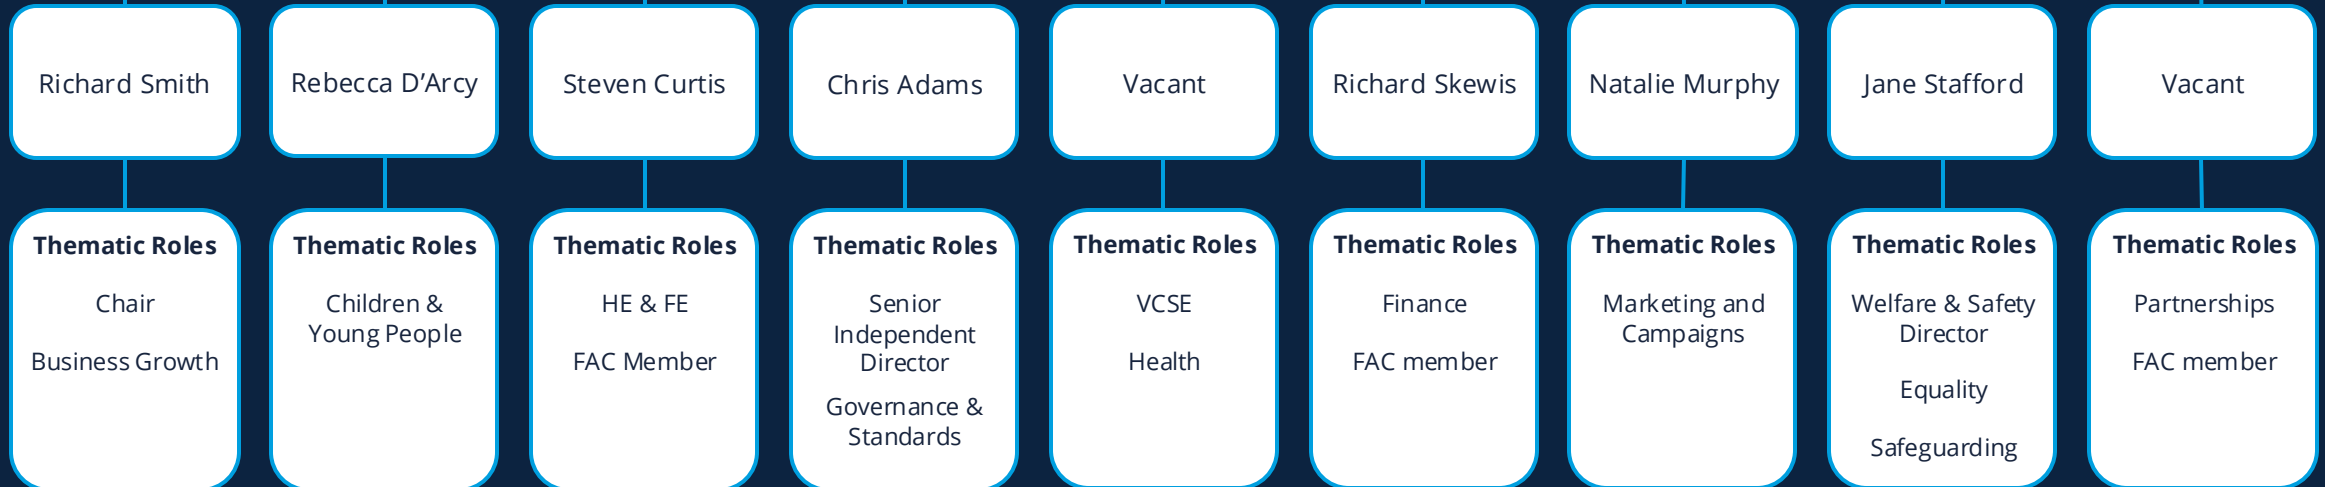 Richard Smith
Rebecca D’Arcy
Steven Curtis
Chris Adams
Vacant
Richard Skewis
Natalie Murphy
Jane Stafford
Vacant
Thematic Roles
Chair
Business Growth
Thematic Roles
Children &
Young People
Thematic Roles
HE & FE
FAC Member
Thematic Roles
Senior
Independent
Director
Governance &
Standards
Thematic Roles
VCSE
Health
Thematic Roles
Finance
FAC member
Thematic Roles
Marketing and
Campaigns
Thematic Roles
Welfare & Safety
Director
Equality
Safeguarding
Thematic Roles
Partnerships
FAC member